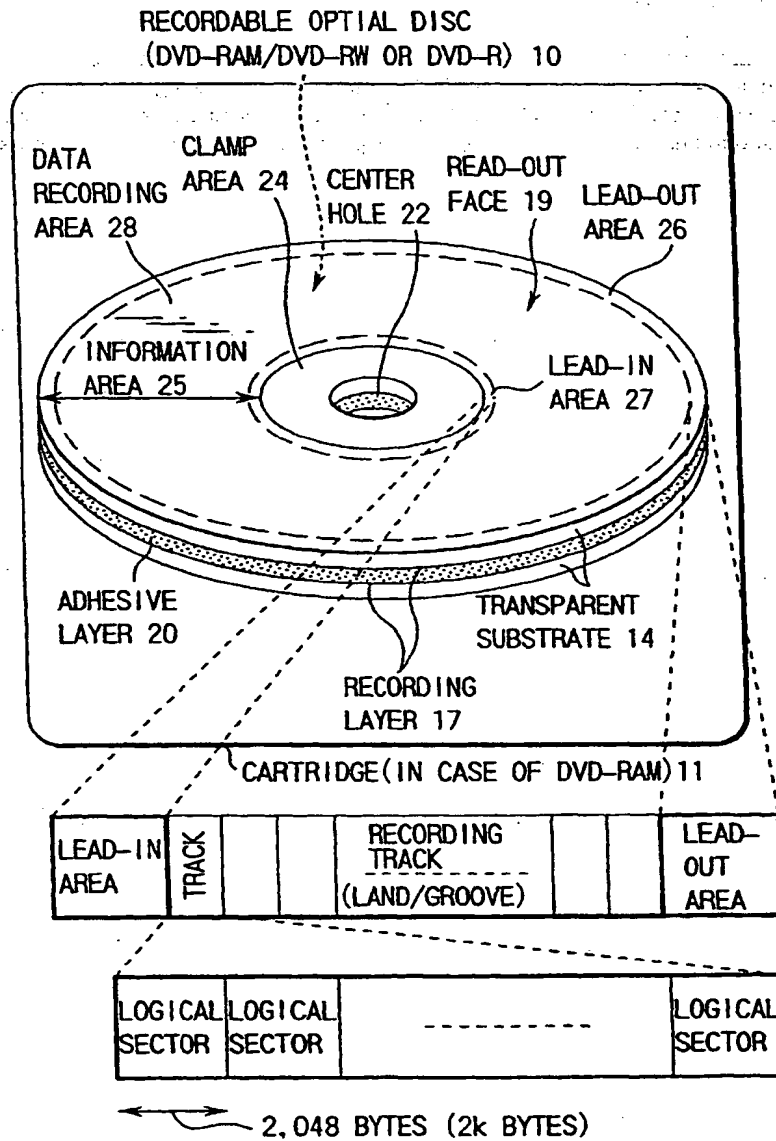 RECORDABLE OPTIAL DISC
(DVD-RAM/DVD-RW OR DVD-R) 10
DATA
RECORDING
AREA 28
CLAMP
AREA 24
CENTER
HOLE 22
READ-OUT
FACE 19
LEAD-OUT
AREA 26
INFORMATION
AREA 25
LEAD-IN
AREA 27
ADHESIVE
LAYER 20
TRANSPARENT
SUBSTRATE 14
RECORDING
LAYER 17
CARTRIDGE(IN CASE OF DVD-RAM)11
LEAD-IN
AREA
TRACK
RECORDING
TRACK
(LAND/GROOVE)
LEAD-
OUT
AREA
LOGICAL
SECTOR
LOGICAL
SECTOR
LOGICAL
SECTOR
2,048 BYTES (2k BYTES)